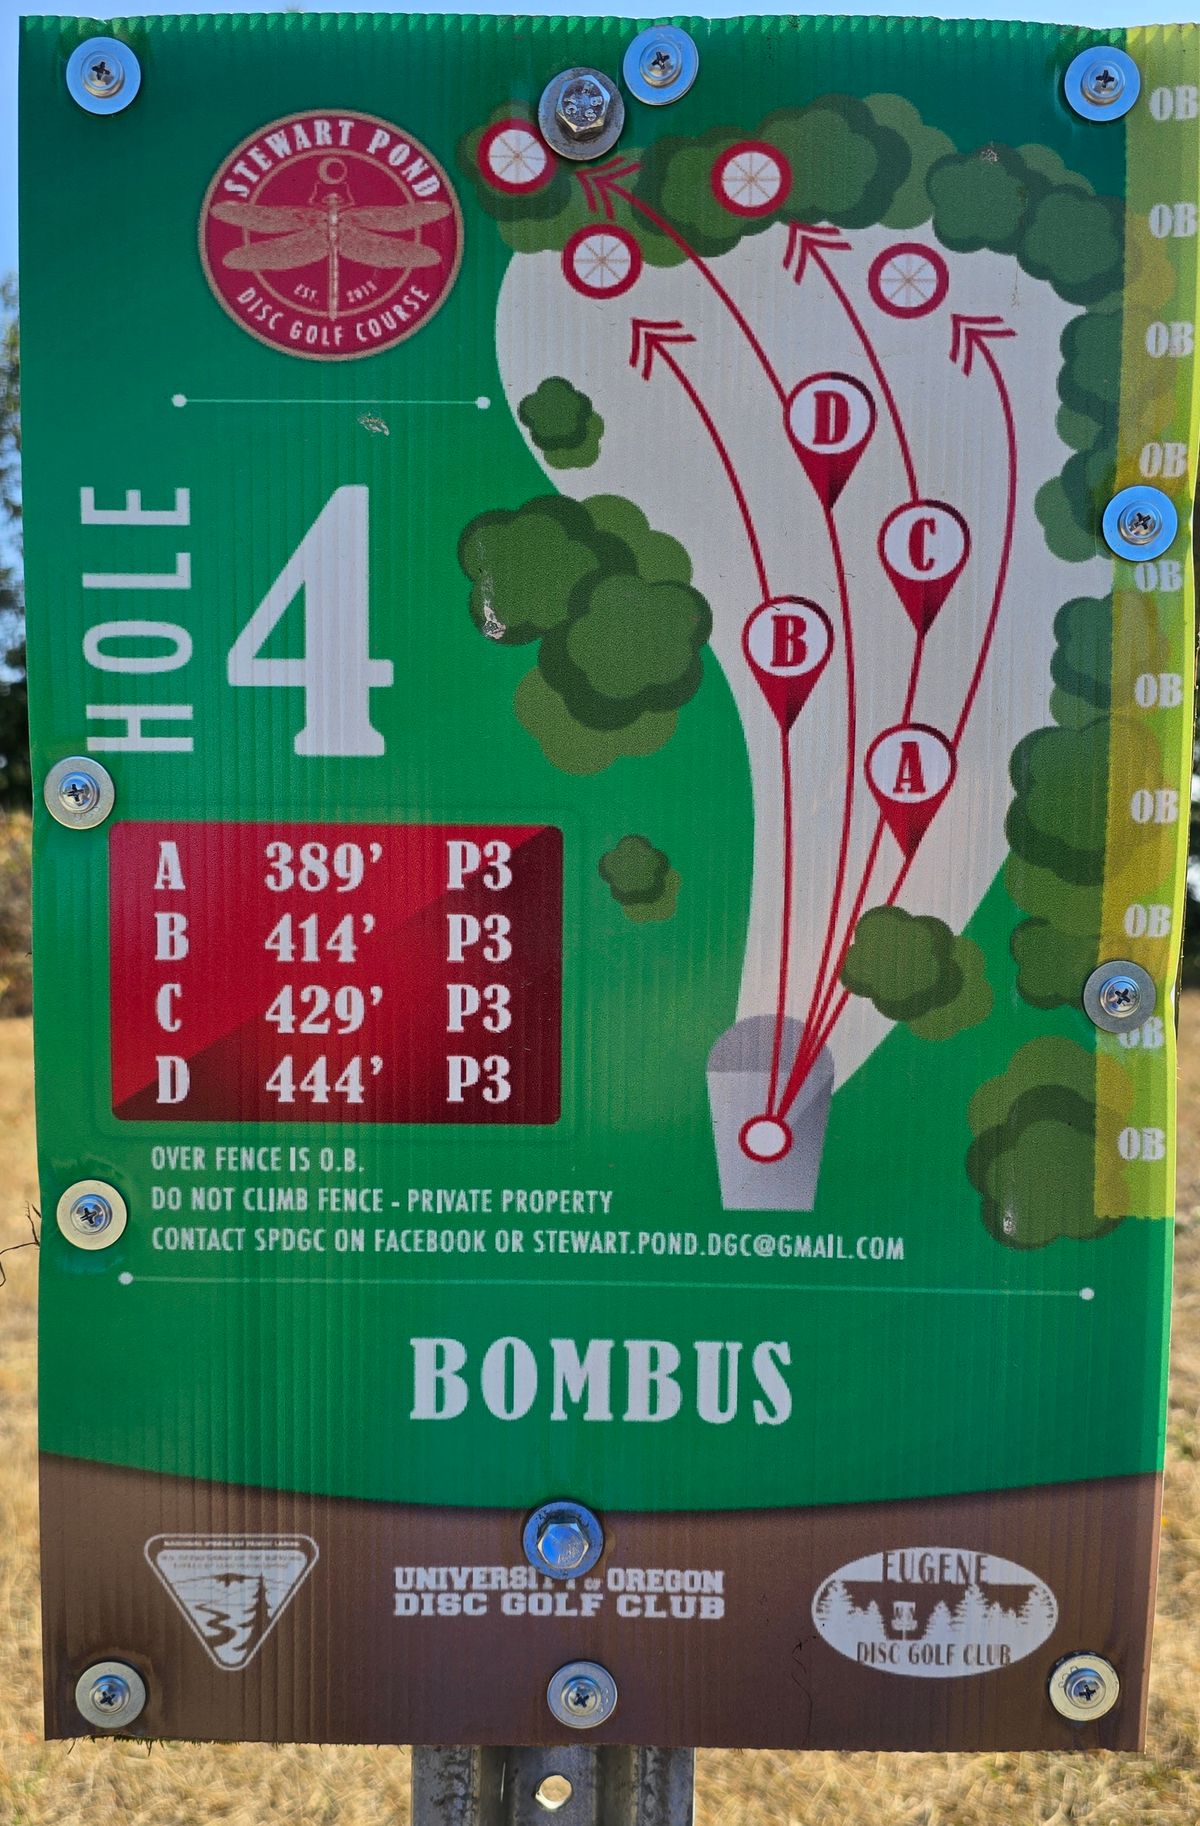 STEWART POND
EST. 2013
DISC GOLF COURSE
HOLE
4
D
C
B
A
OB
OB
OB
OB
OB
OB
OB
OB
OB
OB
A 389’ P3
B 414’ P3
C 429’ P3
D 444’ P3
OVER FENCE IS O.B.
DO NOT CLIMB FENCE - PRIVATE PROPERTY
CONTACT SPDGC ON FACEBOOK OR STEWART.POND.DGC@GMAIL.COM
BOMBUS
UNIVERSITY of OREGON
DISC GOLF CLUB
EUGENE
DISC GOLF CLUB